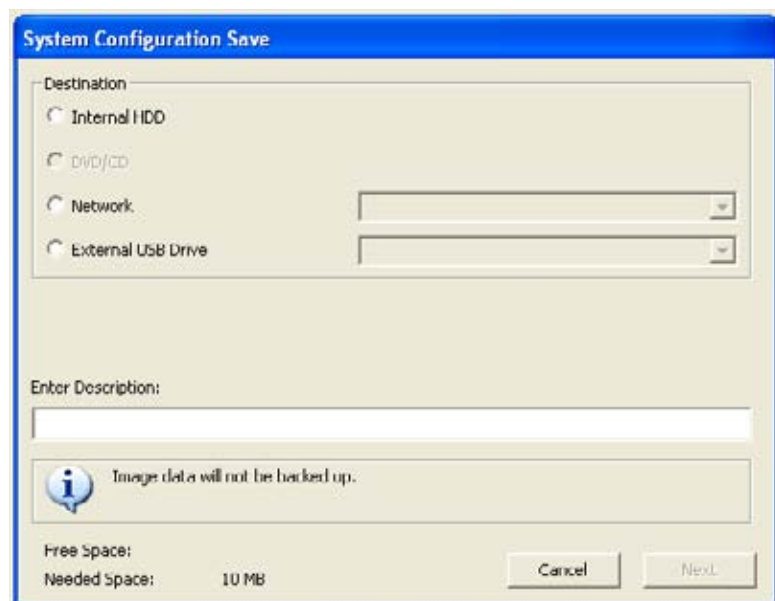 System Configuration Save
Destination
Internal HDD
DVD/CD
Network
External USB Drive
Enter Description:
Image data will not be backed up.
Free Space:
Needed Space: 10 MB
Cancel
Next